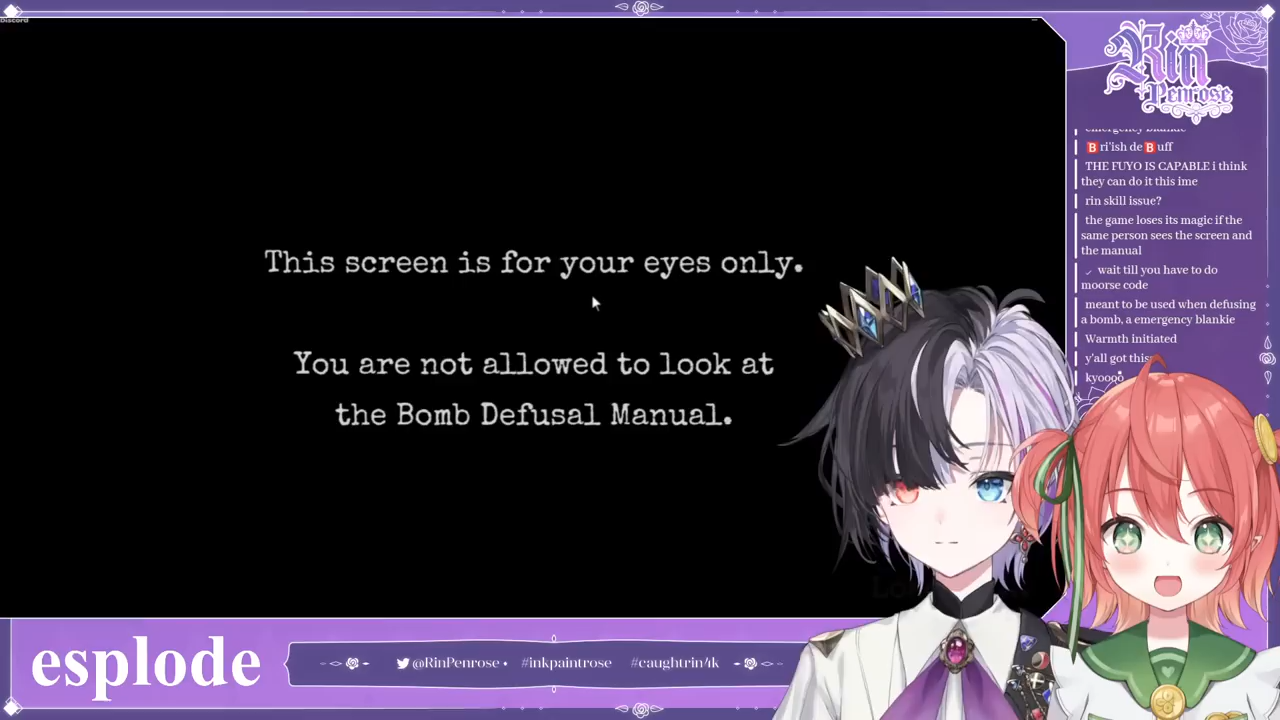 Discord
Rin
Penrose
This screen is for your eyes only.
You are not allowed to look at
the Bomb Defusal Manual.
emergency blankie
🅱ri'ish de🅱uff
THE FUYO IS CAPABLE i think
they can do it this ime
rin skill issue?
the game loses its magic if the
same person sees the screen and
the manual
wait till you have to do
moorse code
meant to be used when defusing
a bomb, a emergency blankie
Warmth initiated
y'all got this
kyoooo
esplode
@RinPenrose • #inkpaintrose #caughtrin4k